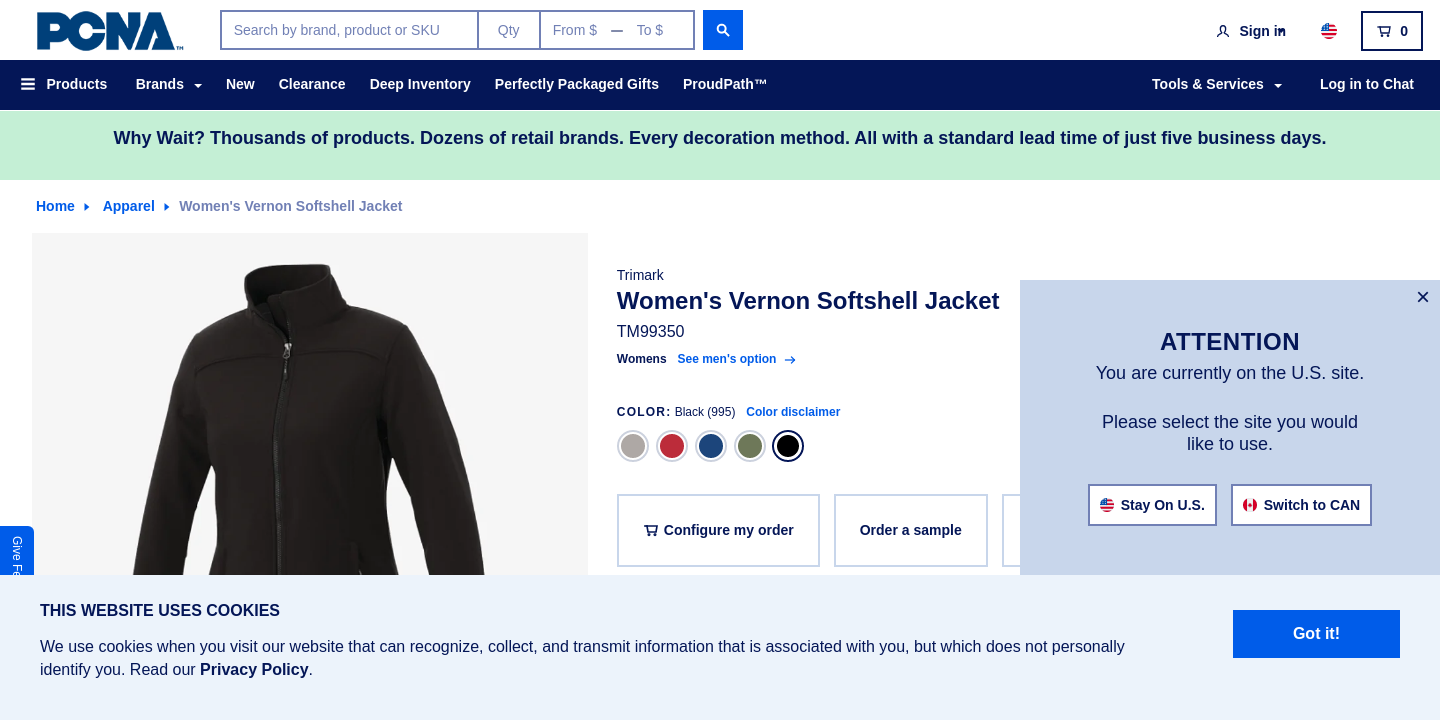 PCNA™
Search by brand, product or SKU
Qty
From $ — To $
Sign in
0
Products
Brands
New
Clearance
Deep Inventory
Perfectly Packaged Gifts
ProudPath™
Tools & Services
Log in to Chat
Why Wait? Thousands of products. Dozens of retail brands. Every decoration method. All with a standard lead time of just five business days.
Home
Apparel
Women's Vernon Softshell Jacket
Trimark
Women's Vernon Softshell Jacket
TM99350
Womens See men's option
COLOR: Black (995) Color disclaimer
Configure my order
Order a sample
×
ATTENTION
You are currently on the U.S. site.
Please select the site you would
like to use.
Stay On U.S.
Switch to CAN
Give
THIS WEBSITE USES COOKIES
We use cookies when you visit our website that can recognize, collect, and transmit information that is associated with you, but which does not personally
identify you. Read our Privacy Policy.
Got it!